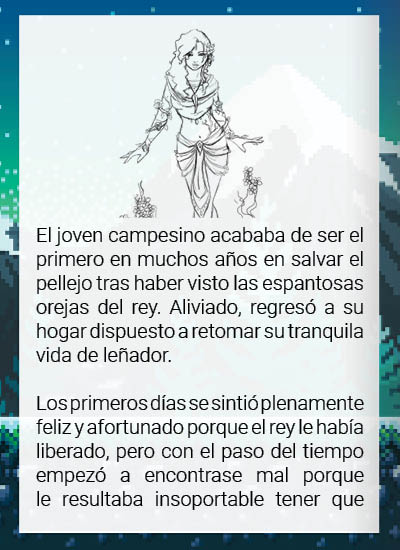 El joven campesino acababa de ser el
primero en muchos años en salvar el
pellejo tras haber visto las espantosas
orejas del rey. Aliviado, regresó a su
hogar dispuesto a retomar su tranquila
vida de leñador.
Los primeros días se sintió plenamente
feliz y afortunado porque el rey le había
liberado, pero con el paso del tiempo
empezó a encontrase mal porque
le resultaba insoportable tener que